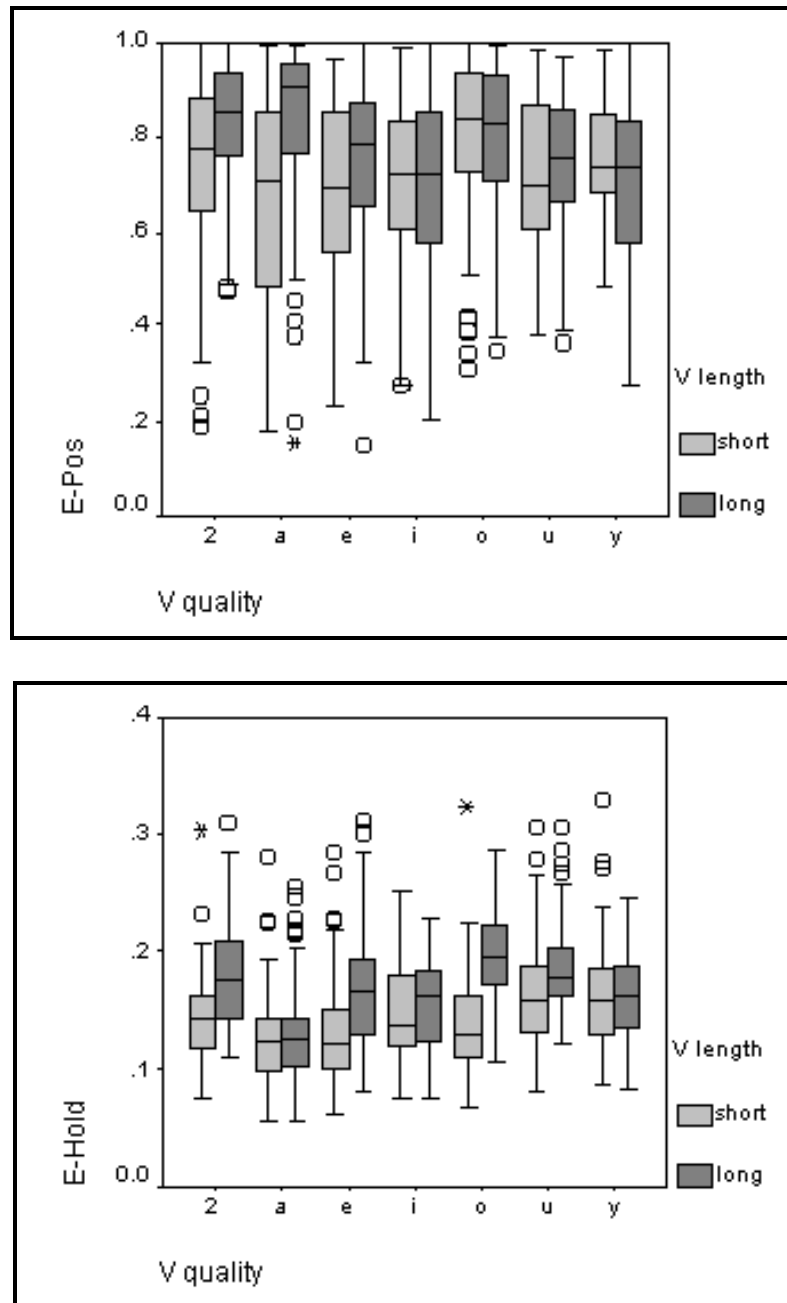 1.0
.8
.6
.4
.2
0.0
E-Pos
2 a e i o u y
V quality
V length
short
long
.4
.3
.2
.1
0.0
E-Hold
2 a e i o u y
V quality
V length
short
long